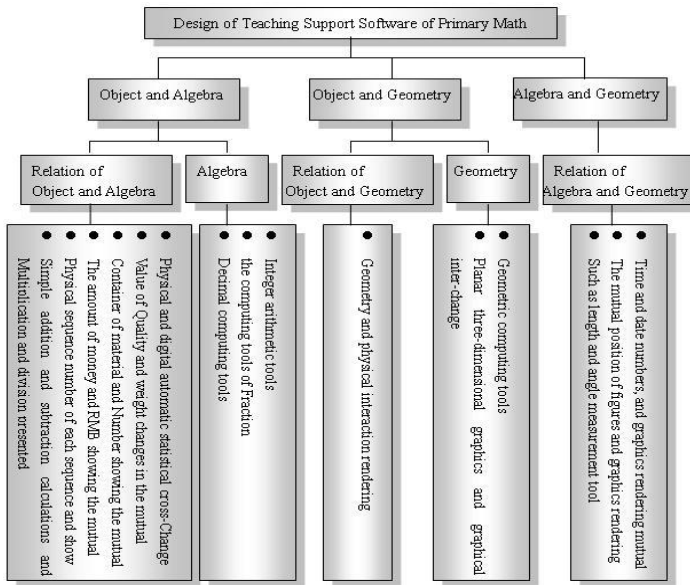 Design of Teaching Support Software of Primary Math
Object and Algebra
Object and Geometry
Algebra and Geometry
Relation of
Object and Algebra
Algebra
Relation of
Object and Geometry
Geometry
Relation of
Algebra and Geometry
● Physical and digital automatic statistical cross-Change
● Value of Quality and weight changes in the mutual
● Container of material and Number showing the mutual
● The amount of money and RMB showing the mutual
● Physical sequence number of each sequence and show
● Simple addition and subtraction calculations and
Multiplication and division presented
● Integer arithmetic tools
● the computing tools of Fraction
● Decimal computing tools
● Geometry and physical interaction rendering
● Geometric computing tools
● Planar three-dimensional graphics and graphical
inter-change
● Time and date numbers, and graphics rendering mutual
● The mutual position of figures and graphics rendering
● Such as length and angle measurement tool